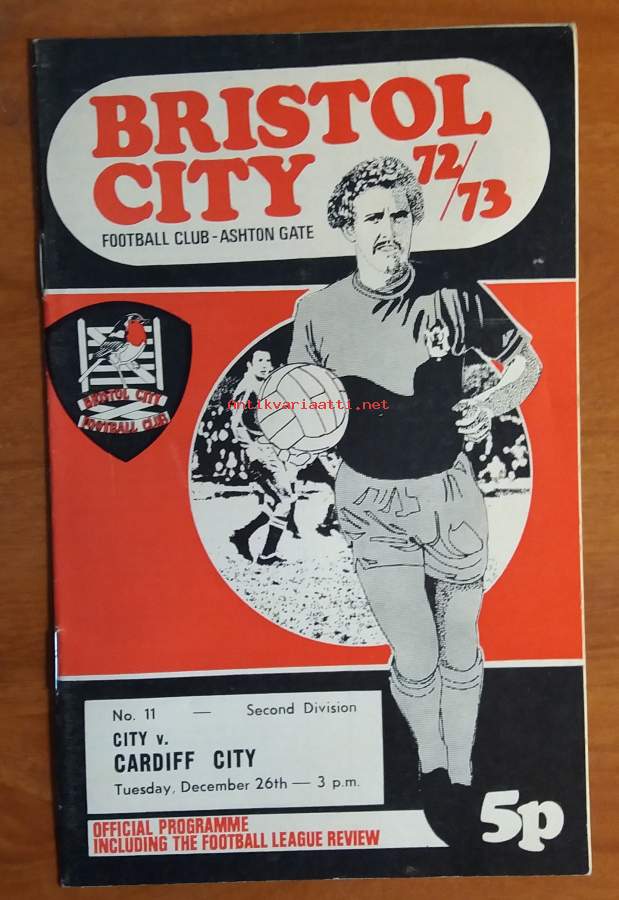 BRISTOL
CITY 72/73
FOOTBALL CLUB - ASHTON GATE
BRISTOL CITY
FOOTBALL CLUB
Antikvariaatti.net
No. 11 — Second Division
CITY v.
CARDIFF CITY
Tuesday, December 26th — 3 p.m.
OFFICIAL PROGRAMME
INCLUDING THE FOOTBALL LEAGUE REVIEW
5p